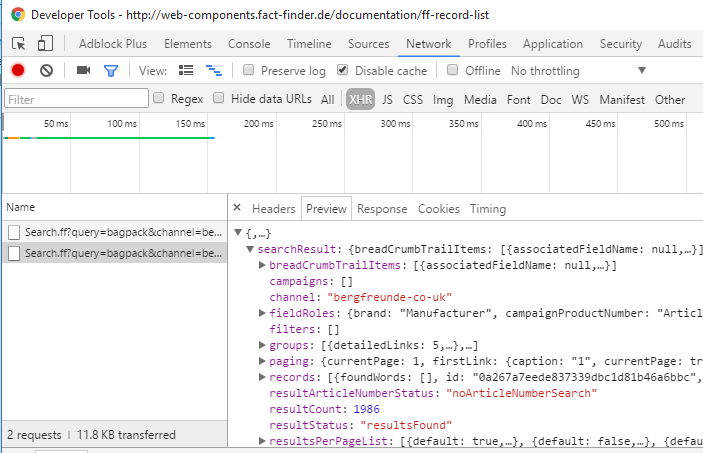 Developer Tools - http://web-components.fact-finder.de/documentation/ff-record-list
Adblock Plus Elements Console Timeline Sources Network Profiles Application Security Audits
View: Preserve log Disable cache Offline No throttling
Filter Regex Hide data URLs All XHR JS CSS Img Media Font Doc WS Manifest Other
50 ms 100 ms 150 ms 200 ms 250 ms 300 ms 350 ms 400 ms 450 ms 500 ms
Name × Headers Preview Response Cookies Timing
Search.ff?query=bagpack&channel=be...
Search.ff?query=bagpack&channel=be...
{,…}
searchResult: {breadCrumbTrailItems: [{associatedFieldName: null,…}]
breadCrumbTrailItems: [{associatedFieldName: null,…}]
campaigns: []
channel: "bergfreunde-co-uk"
fieldRoles: {brand: "Manufacturer", campaignProductNumber: "Artic
filters: []
groups: [{detailedLinks: 5,…},…]
paging: {currentPage: 1, firstLink: {caption: "1", currentPage: tr
records: [{foundWords: [], id: "0a267a7eede837339dbc1d81b46a6bbc",
resultArticleNumberStatus: "noArticleNumberSearch"
resultCount: 1986
resultStatus: "resultsFound"
resultsPerPageList: [{default: true,…}, {default: false,…}, {defa
2 requests | 11.8 KB transferred